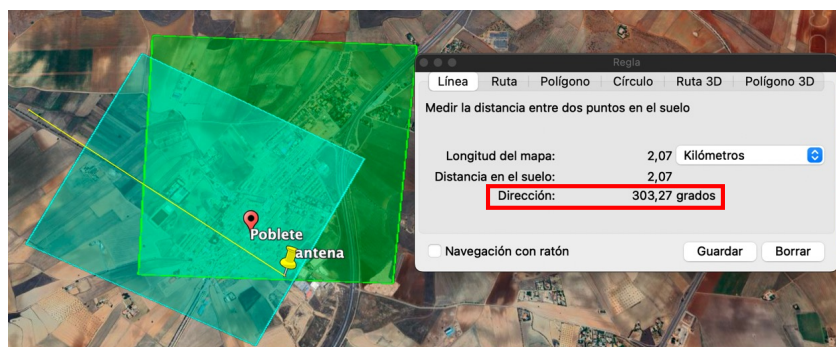 Regla
Línea Ruta Polígono Círculo Ruta 3D Polígono 3D
Medir la distancia entre dos puntos en el suelo
Longitud del mapa: 2,07 Kilómetros
Distancia en el suelo: 2,07
Dirección: 303,27 grados
Poblete
antena
Navegación con ratón Guardar Borrar